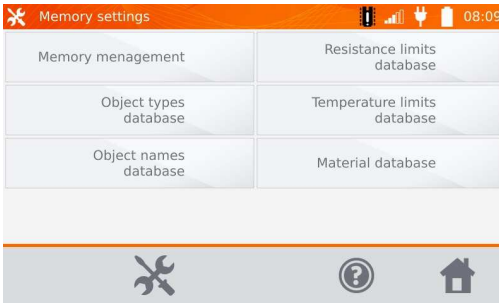 Memory settings
08:09
Memory menagement
Resistance limits
database
Object types
database
Temperature limits
database
Object names
database
Material database
?